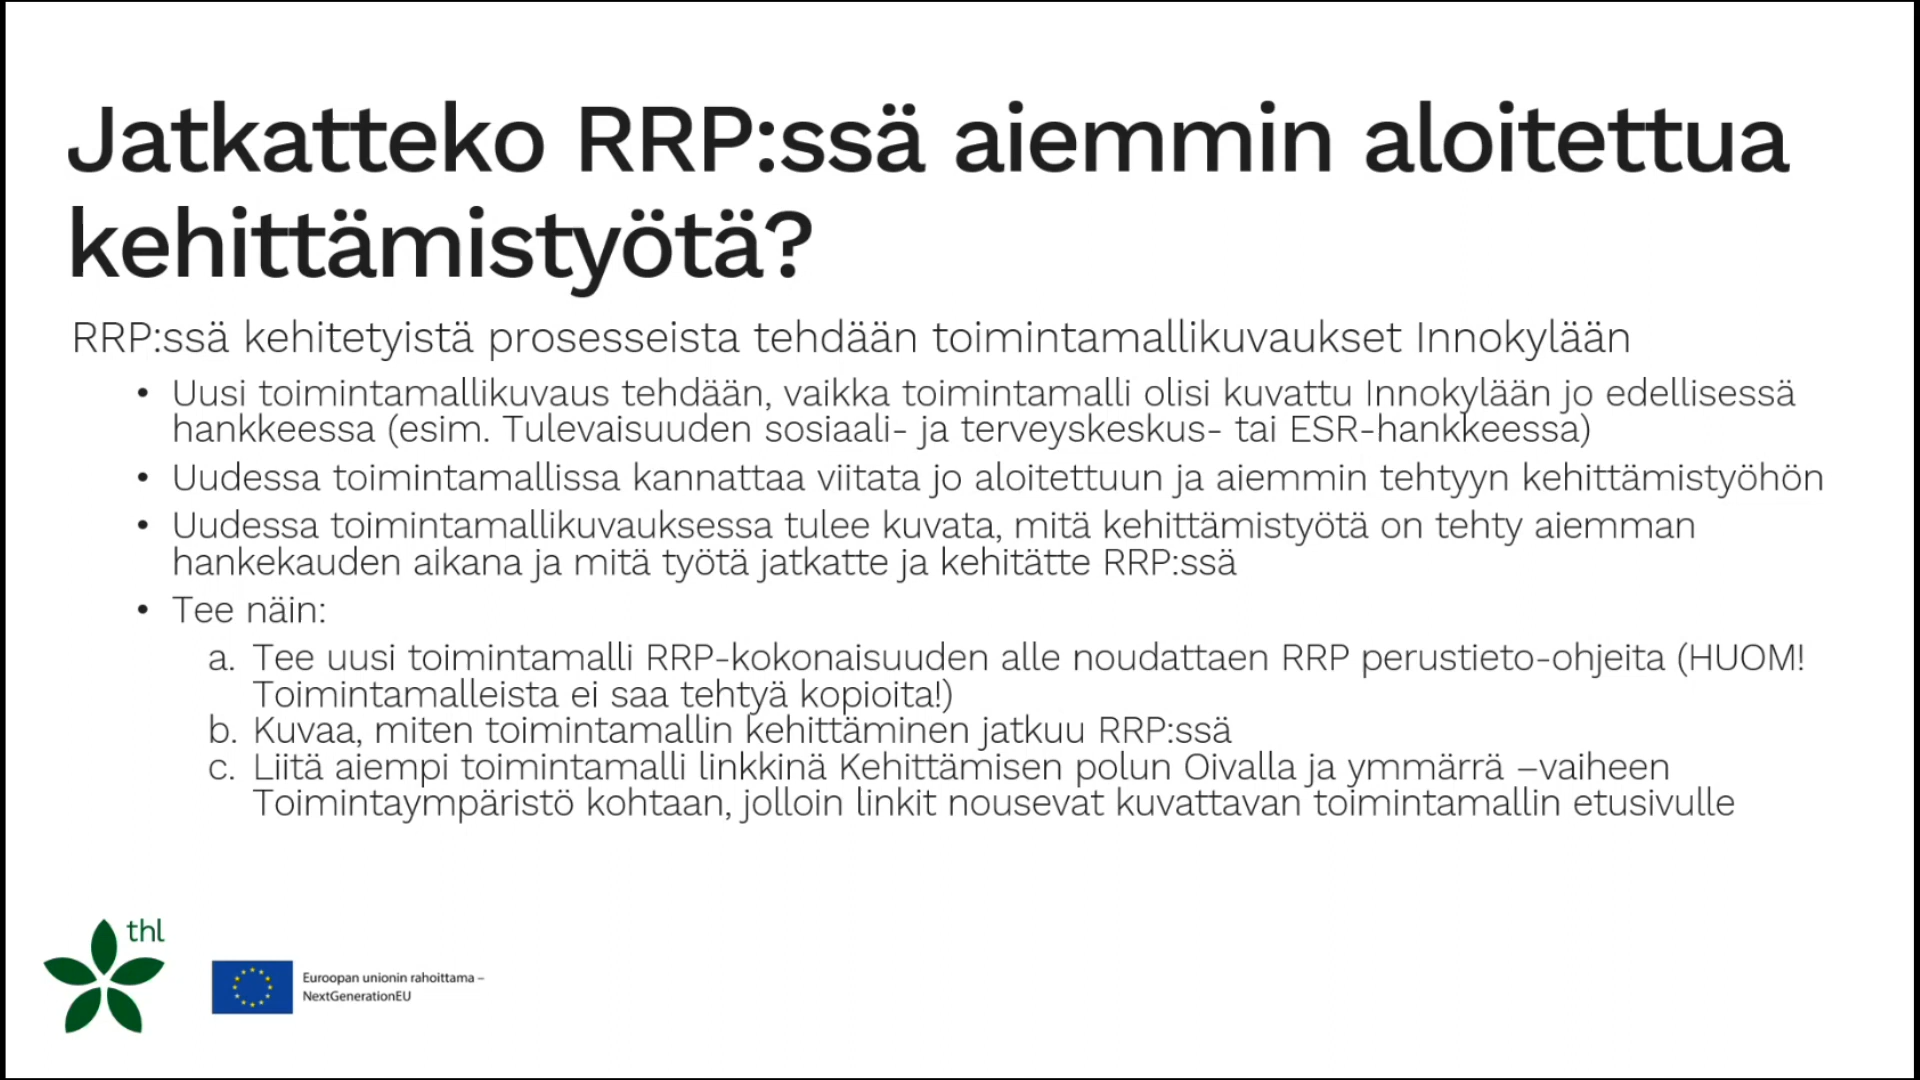 Jatkatteko RRP:ssä aiemmin aloitettua
kehittämistyötä?
RRP:ssä kehitetyistä prosesseista tehdään toimintamallikuvaukset Innokylään
• Uusi toimintamallikuvaus tehdään, vaikka toimintamalli olisi kuvattu Innokylään jo edellisessä
hankkeessa (esim. Tulevaisuuden sosiaali- ja terveyskeskus- tai ESR-hankkeessa)
• Uudessa toimintamallissa kannattaa viitata jo aloitettuun ja aiemmin tehtyyn kehittämistyöhön
• Uudessa toimintamallikuvauksessa tulee kuvata, mitä kehittämistyötä on tehty aiemman
hankekauden aikana ja mitä työtä jatkatte ja kehitätte RRP:ssä
• Tee näin:
a. Tee uusi toimintamalli RRP-kokonaisuuden alle noudattaen RRP perustieto-ohjeita (HUOM!
Toimintamalleista ei saa tehtyä kopioita!)
b. Kuvaa, miten toimintamallin kehittäminen jatkuu RRP:ssä
c. Liitä aiempi toimintamalli linkkinä Kehittämisen polun Oivalla ja ymmärrä –vaiheen
Toimintaympäristö kohtaan, jolloin linkit nousevat kuvattavan toimintamallin etusivulle
thl
Euroopan unionin rahoittama –
NextGenerationEU